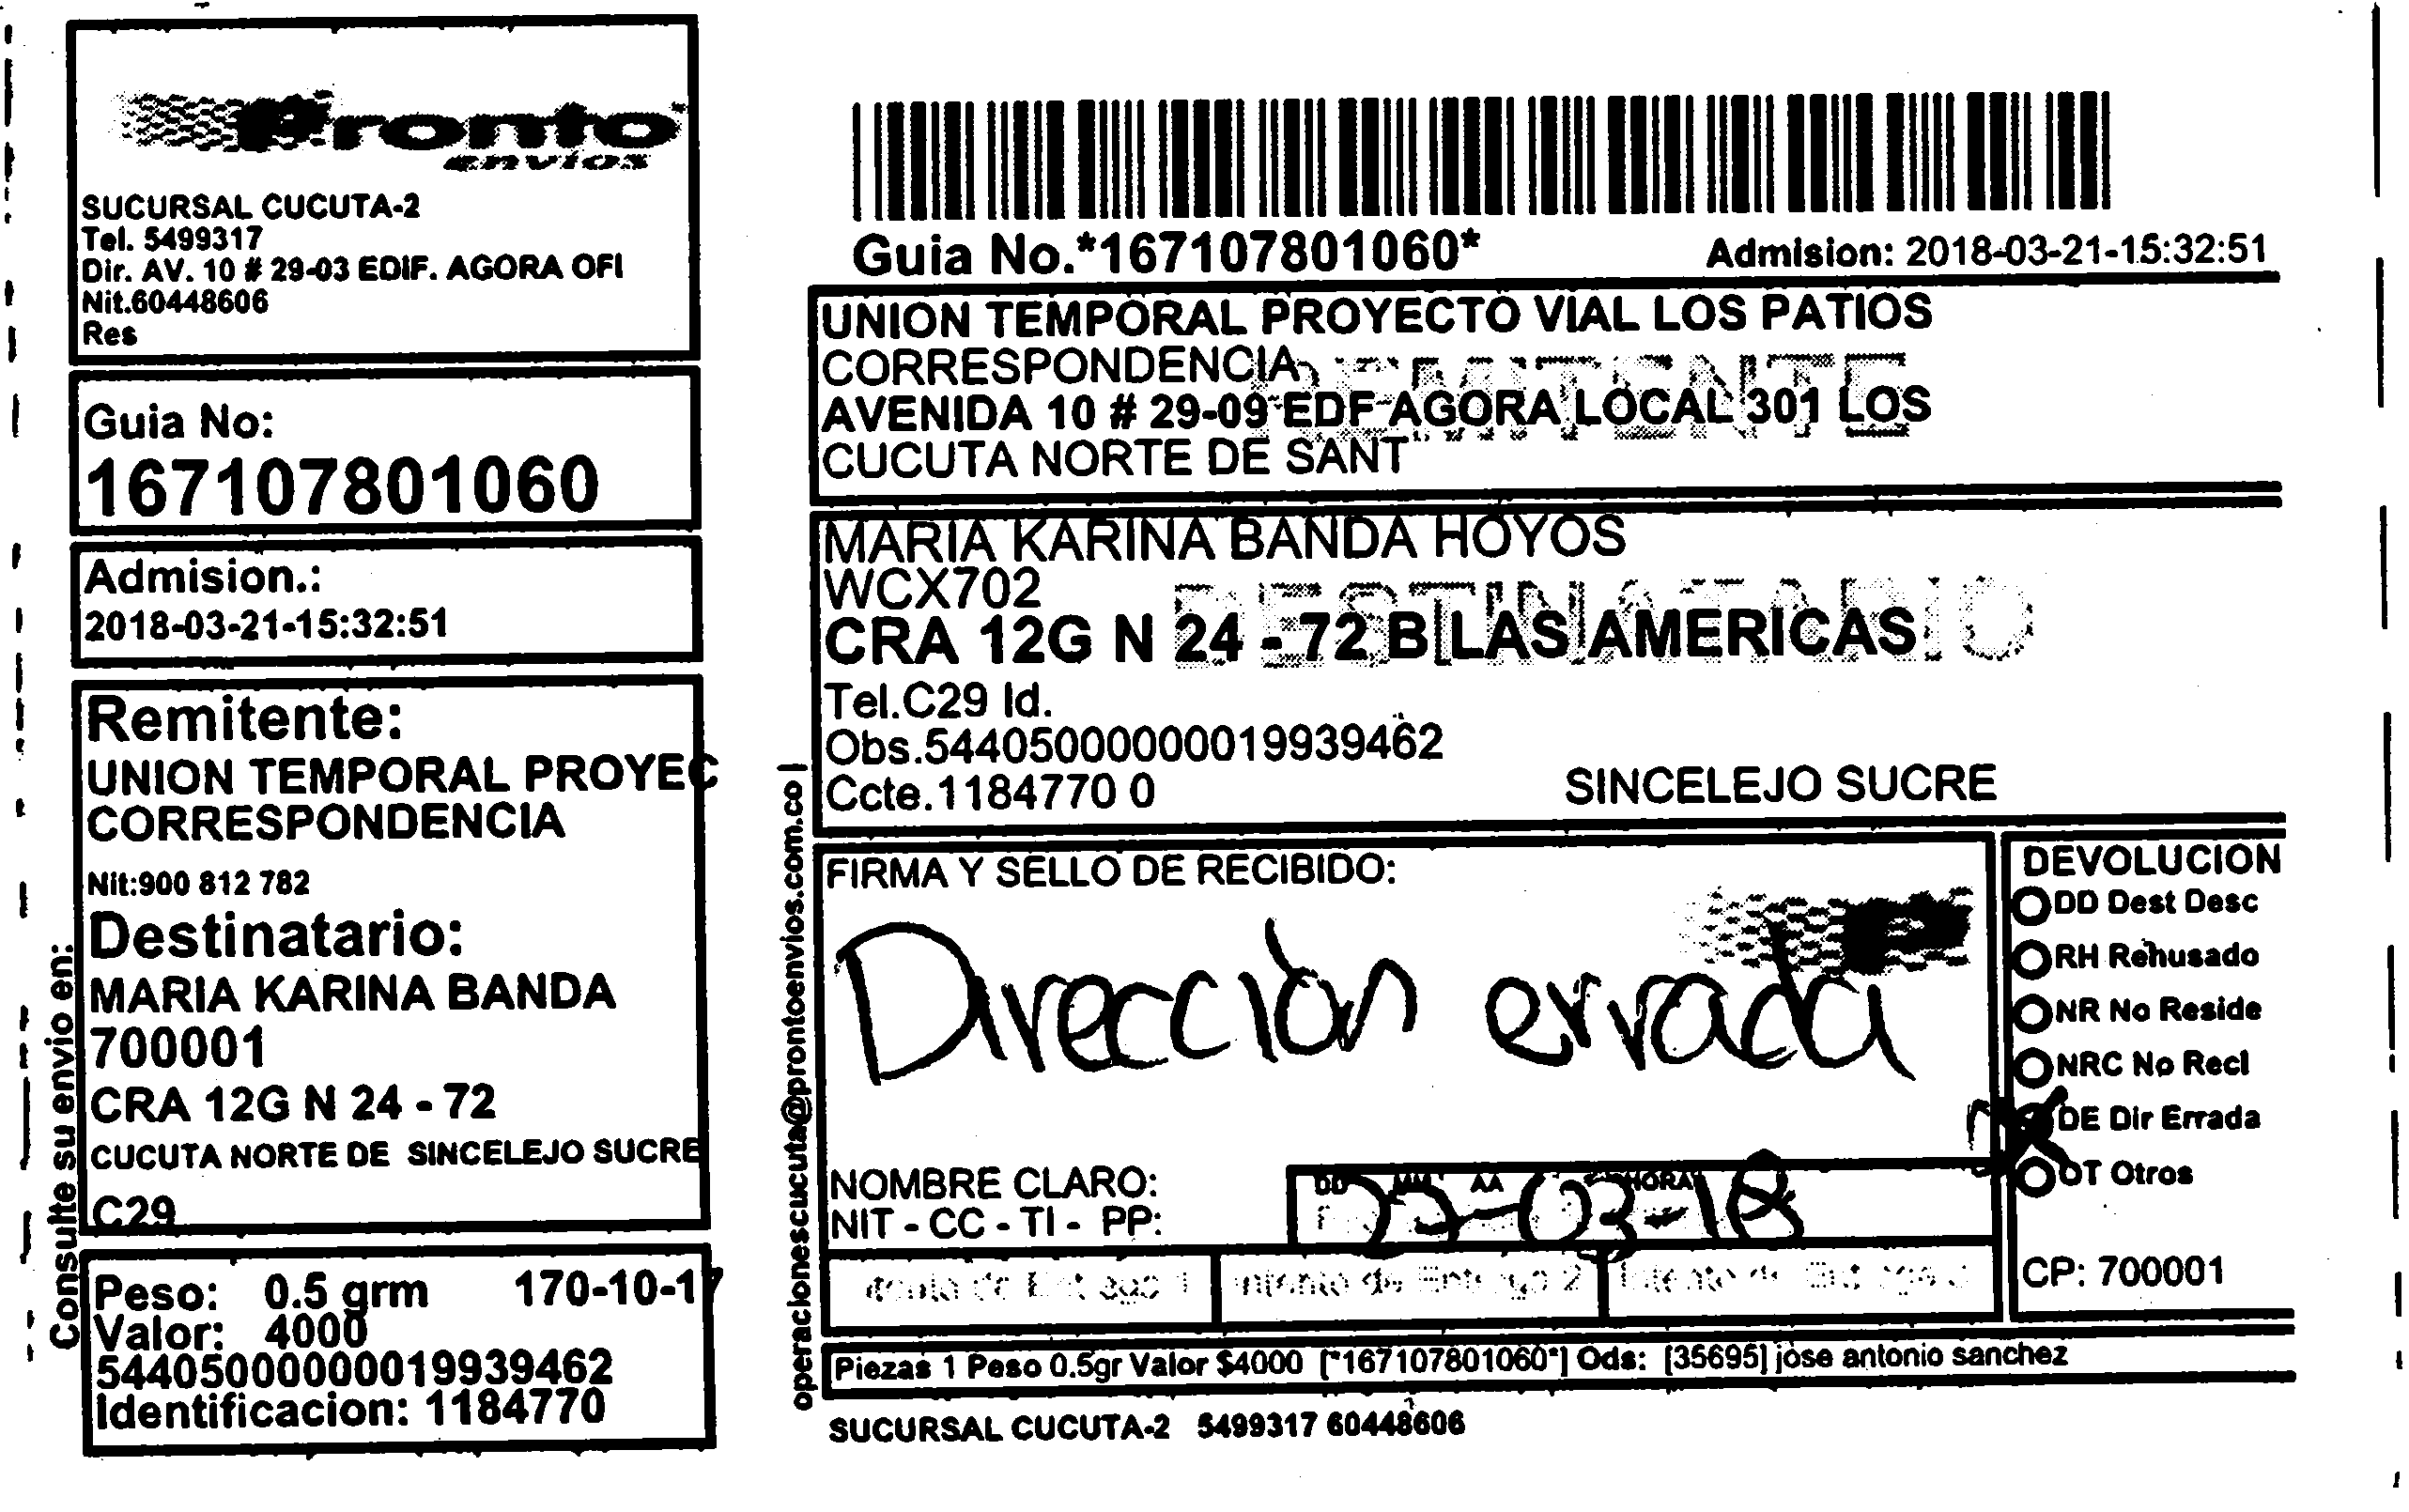 Pronto
envios
SUCURSAL CUCUTA-2
Tel. 5499317
Dir. AV. 10 # 29-03 EDIF. AGORA OFI
Nit.60448606
Res
Guia No:
167107801060
Admision.:
2018-03-21-15:32:51
Remitente:
UNION TEMPORAL PROYEC
CORRESPONDENCIA
Nit:900 812 782
Destinatario:
MARIA KARINA BANDA
700001
CRA 12G N 24 - 72
CUCUTA NORTE DE SINCELEJO SUCRE
C29
Peso: 0.5 grm 170-10-17
Valor: 4000
544050000000019939462
Identificacion: 1184770
Consulte su envio en:
operacionescucuta@prontoenvios.com.co |
Guia No.*167107801060*
Admision: 2018-03-21-15:32:51
UNION TEMPORAL PROYECTO VIAL LOS PATIOS
CORRESPONDENCIA
REMITENTE
AVENIDA 10 # 29-09 EDF AGORA LOCAL 301 LOS
CUCUTA NORTE DE SANT
MARIA KARINA BANDA HOYOS
WCX702
DESTINATARIO
CRA 12G N 24 - 72 B LAS AMERICAS
Tel.C29 Id.
Obs.544050000000019939462
Ccte.1184770 0
SINCELEJO SUCRE
FIRMA Y SELLO DE RECIBIDO:
Dirección errada
NOMBRE CLARO:
NIT - CC - TI - PP:
DD MM AA HORA
-03-18
DEVOLUCION
DD Dest Desc
RH Rehusado
NR No Reside
NRC No Recl
DE Dir Errada
OT Otros
CP: 700001
Intento de Entrega 2
Piezas 1 Peso 0.5gr Valor $4000 [*167107801060*] Ods: [35695] jose antonio sanchez
SUCURSAL CUCUTA-2 5499317 60448606